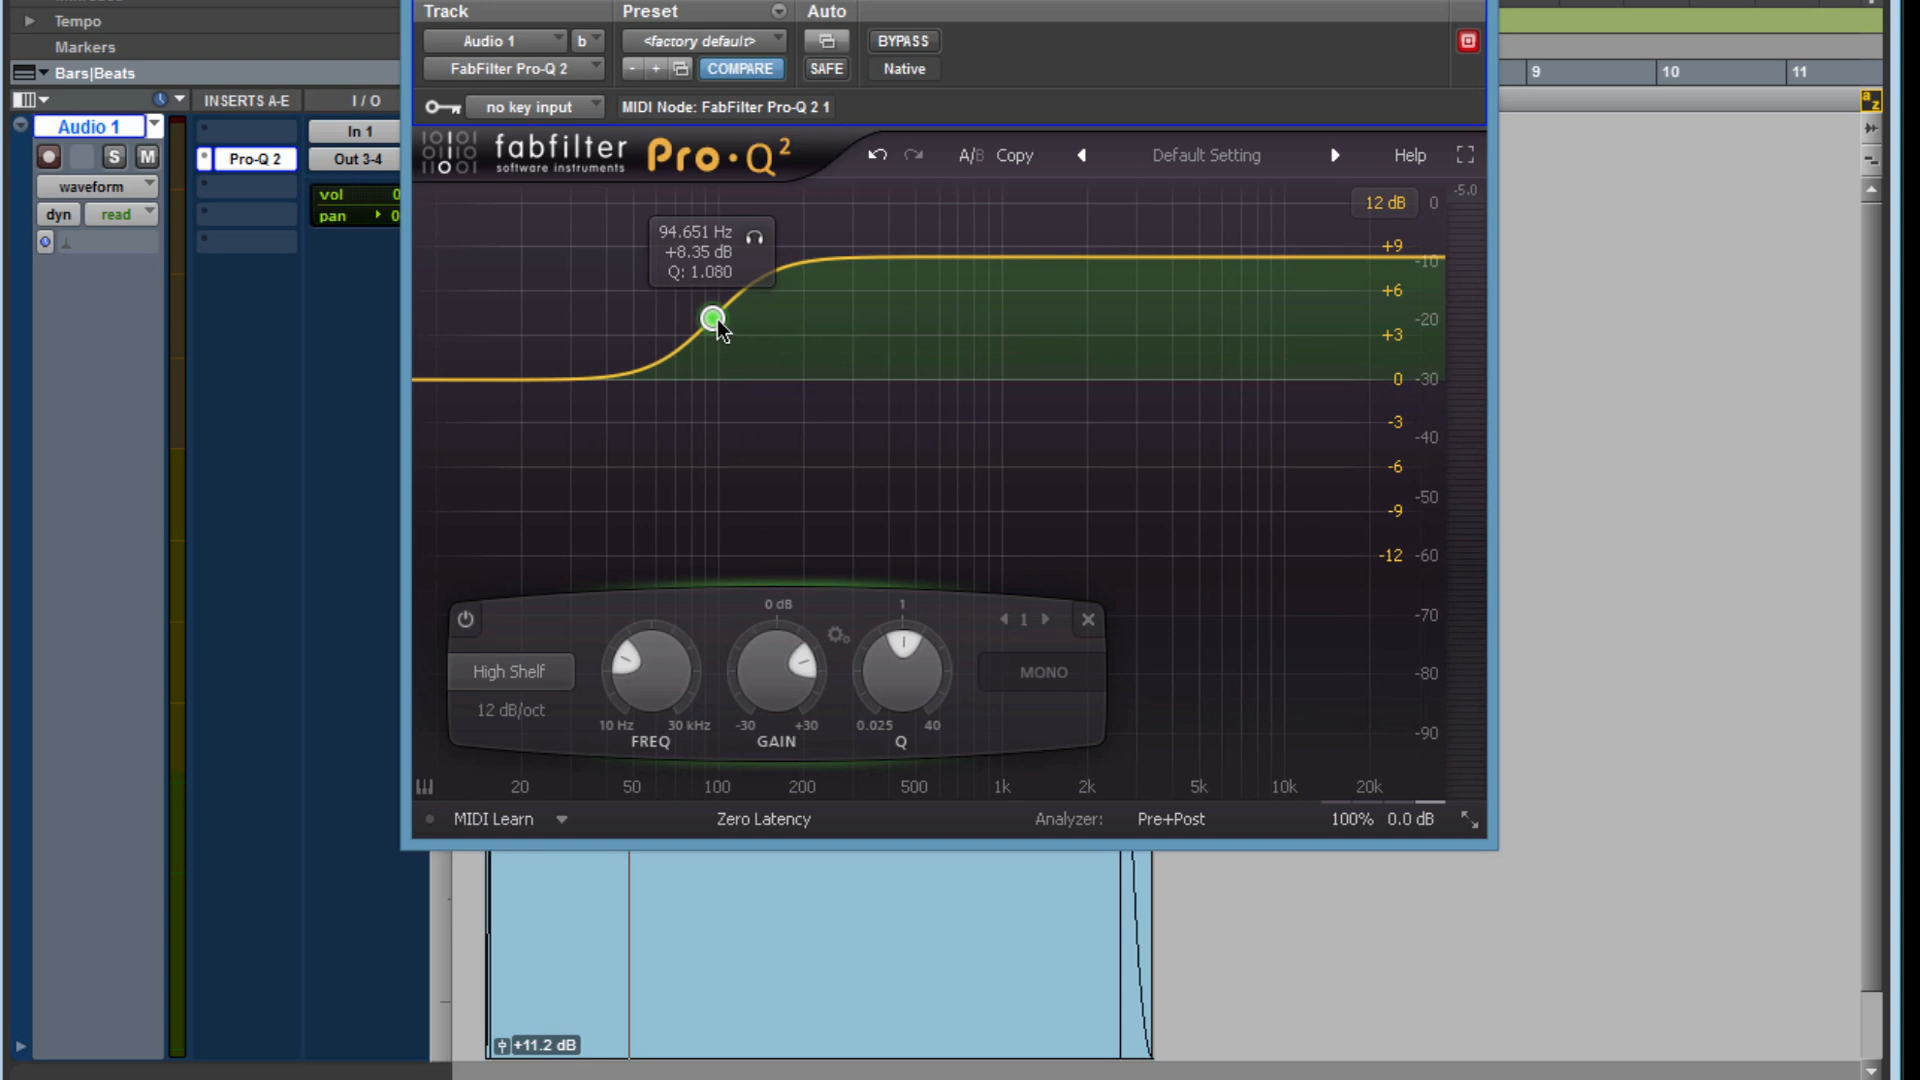 Track
Preset
Auto
Tempo
Markers
Audio 1
b
<factory default>
BYPASS
Bars|Beats
FabFilter Pro-Q 2
- +
COMPARE
SAFE
Native
9
10
11
INSERTS A-E
I / O
no key input
MIDI Node: FabFilter Pro-Q 2 1
a
z
Audio 1
In 1
S
M
Pro-Q 2
Out 3-4
fabfilter
software instruments
Pro·Q²
A/B
Copy
Default Setting
Help
waveform
vol 0
pan 0
dyn
read
12 dB
0
-5.0
94.651 Hz
+8.35 dB
Q: 1.080
+9
-10
+6
-20
+3
0
-30
-3
-40
-6
-50
-9
-12
-60
-70
-80
-90
0 dB
1
1
High Shelf
12 dB/oct
MONO
10 Hz
30 kHz
-30
+30
0.025
40
FREQ
GAIN
Q
20
50
100
200
500
1k
2k
5k
10k
20k
MIDI Learn
Zero Latency
Analyzer:
Pre+Post
100%
0.0 dB
+11.2 dB